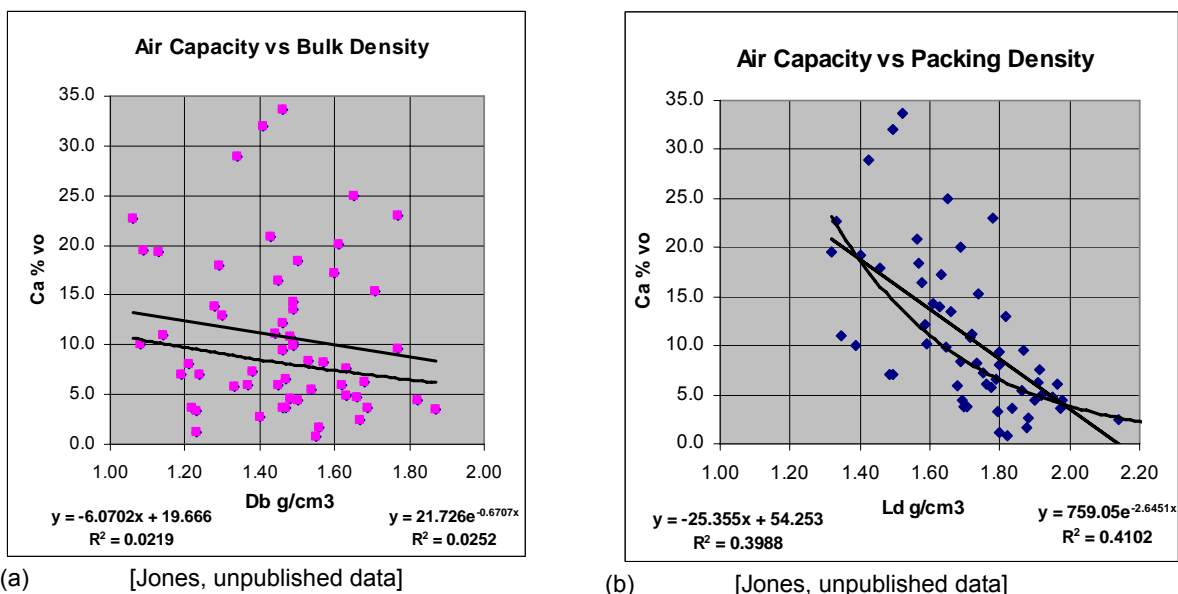 Air Capacity vs Bulk Density
35.0
30.0
25.0
20.0
15.0
10.0
5.0
0.0
Ca % vo
1.00 1.20 1.40 1.60 1.80 2.00
Db g/cm3
y = -6.0702x + 19.666
R² = 0.0219
y = 21.726e^-0.6707x
R² = 0.0252
(a) [Jones, unpublished data]
Air Capacity vs Packing Density
35.0
30.0
25.0
20.0
15.0
10.0
5.0
0.0
Ca % vo
1.00 1.20 1.40 1.60 1.80 2.00 2.20
Ld g/cm3
y = -25.355x + 54.253
R² = 0.3988
y = 759.05e^-2.6451x
R² = 0.4102
(b) [Jones, unpublished data]